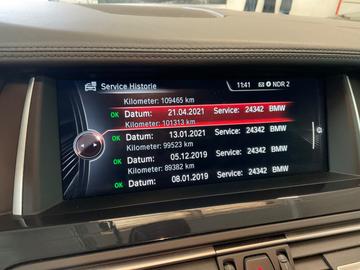 Service Historie 11:41 NDR 2
Kilometer: 109465 km
OK Datum: 21.04.2021 Service: 24342 BMW
Kilometer: 101313 km
OK Datum: 13.01.2021 Service: 24342 BMW
Kilometer: 99523 km
OK Datum: 05.12.2019 Service: 24342 BMW
Kilometer: 89382 km
OK Datum: 08.01.2019 Service: 24342 BMW